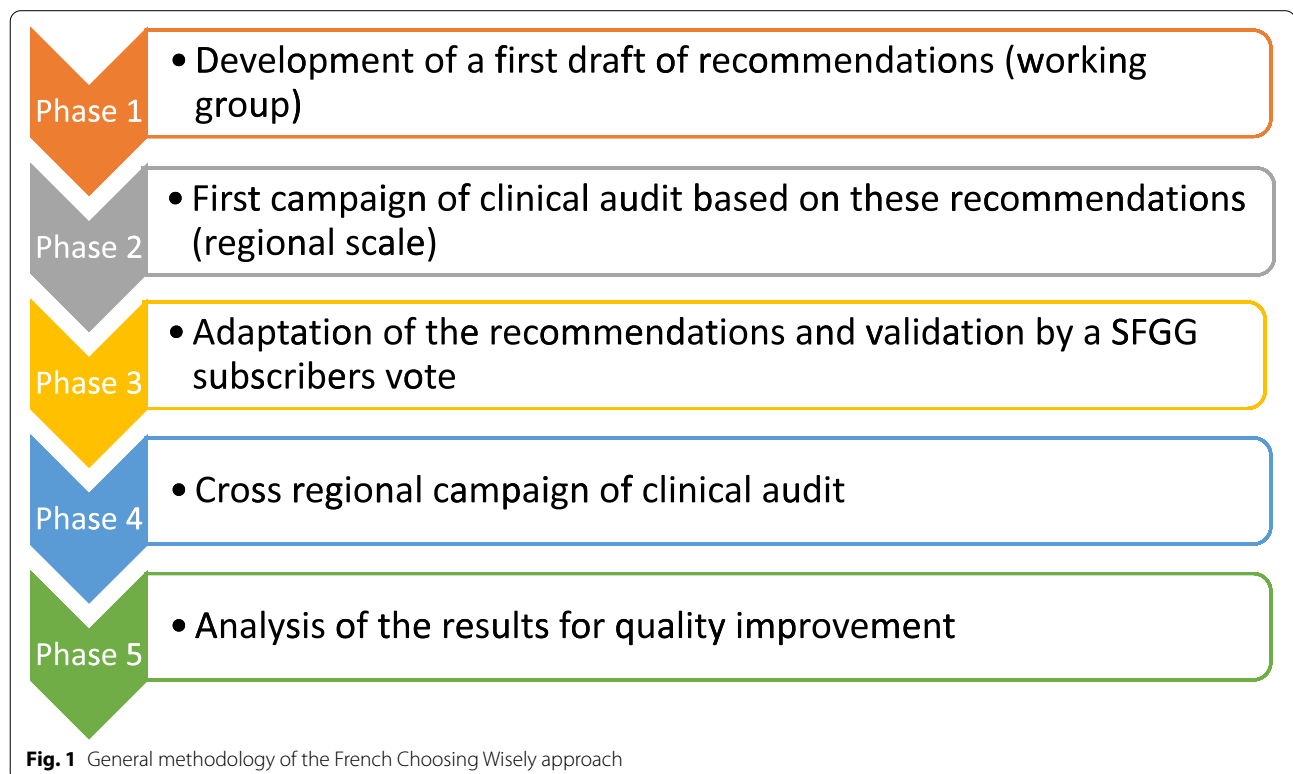 Phase 1
• Development of a first draft of recommendations (working
group)
Phase 2
• First campaign of clinical audit based on these recommendations
(regional scale)
Phase 3
• Adaptation of the recommendations and validation by a SFGG
subscribers vote
Phase 4
• Cross regional campaign of clinical audit
Phase 5
• Analysis of the results for quality improvement
Fig. 1 General methodology of the French Choosing Wisely approach